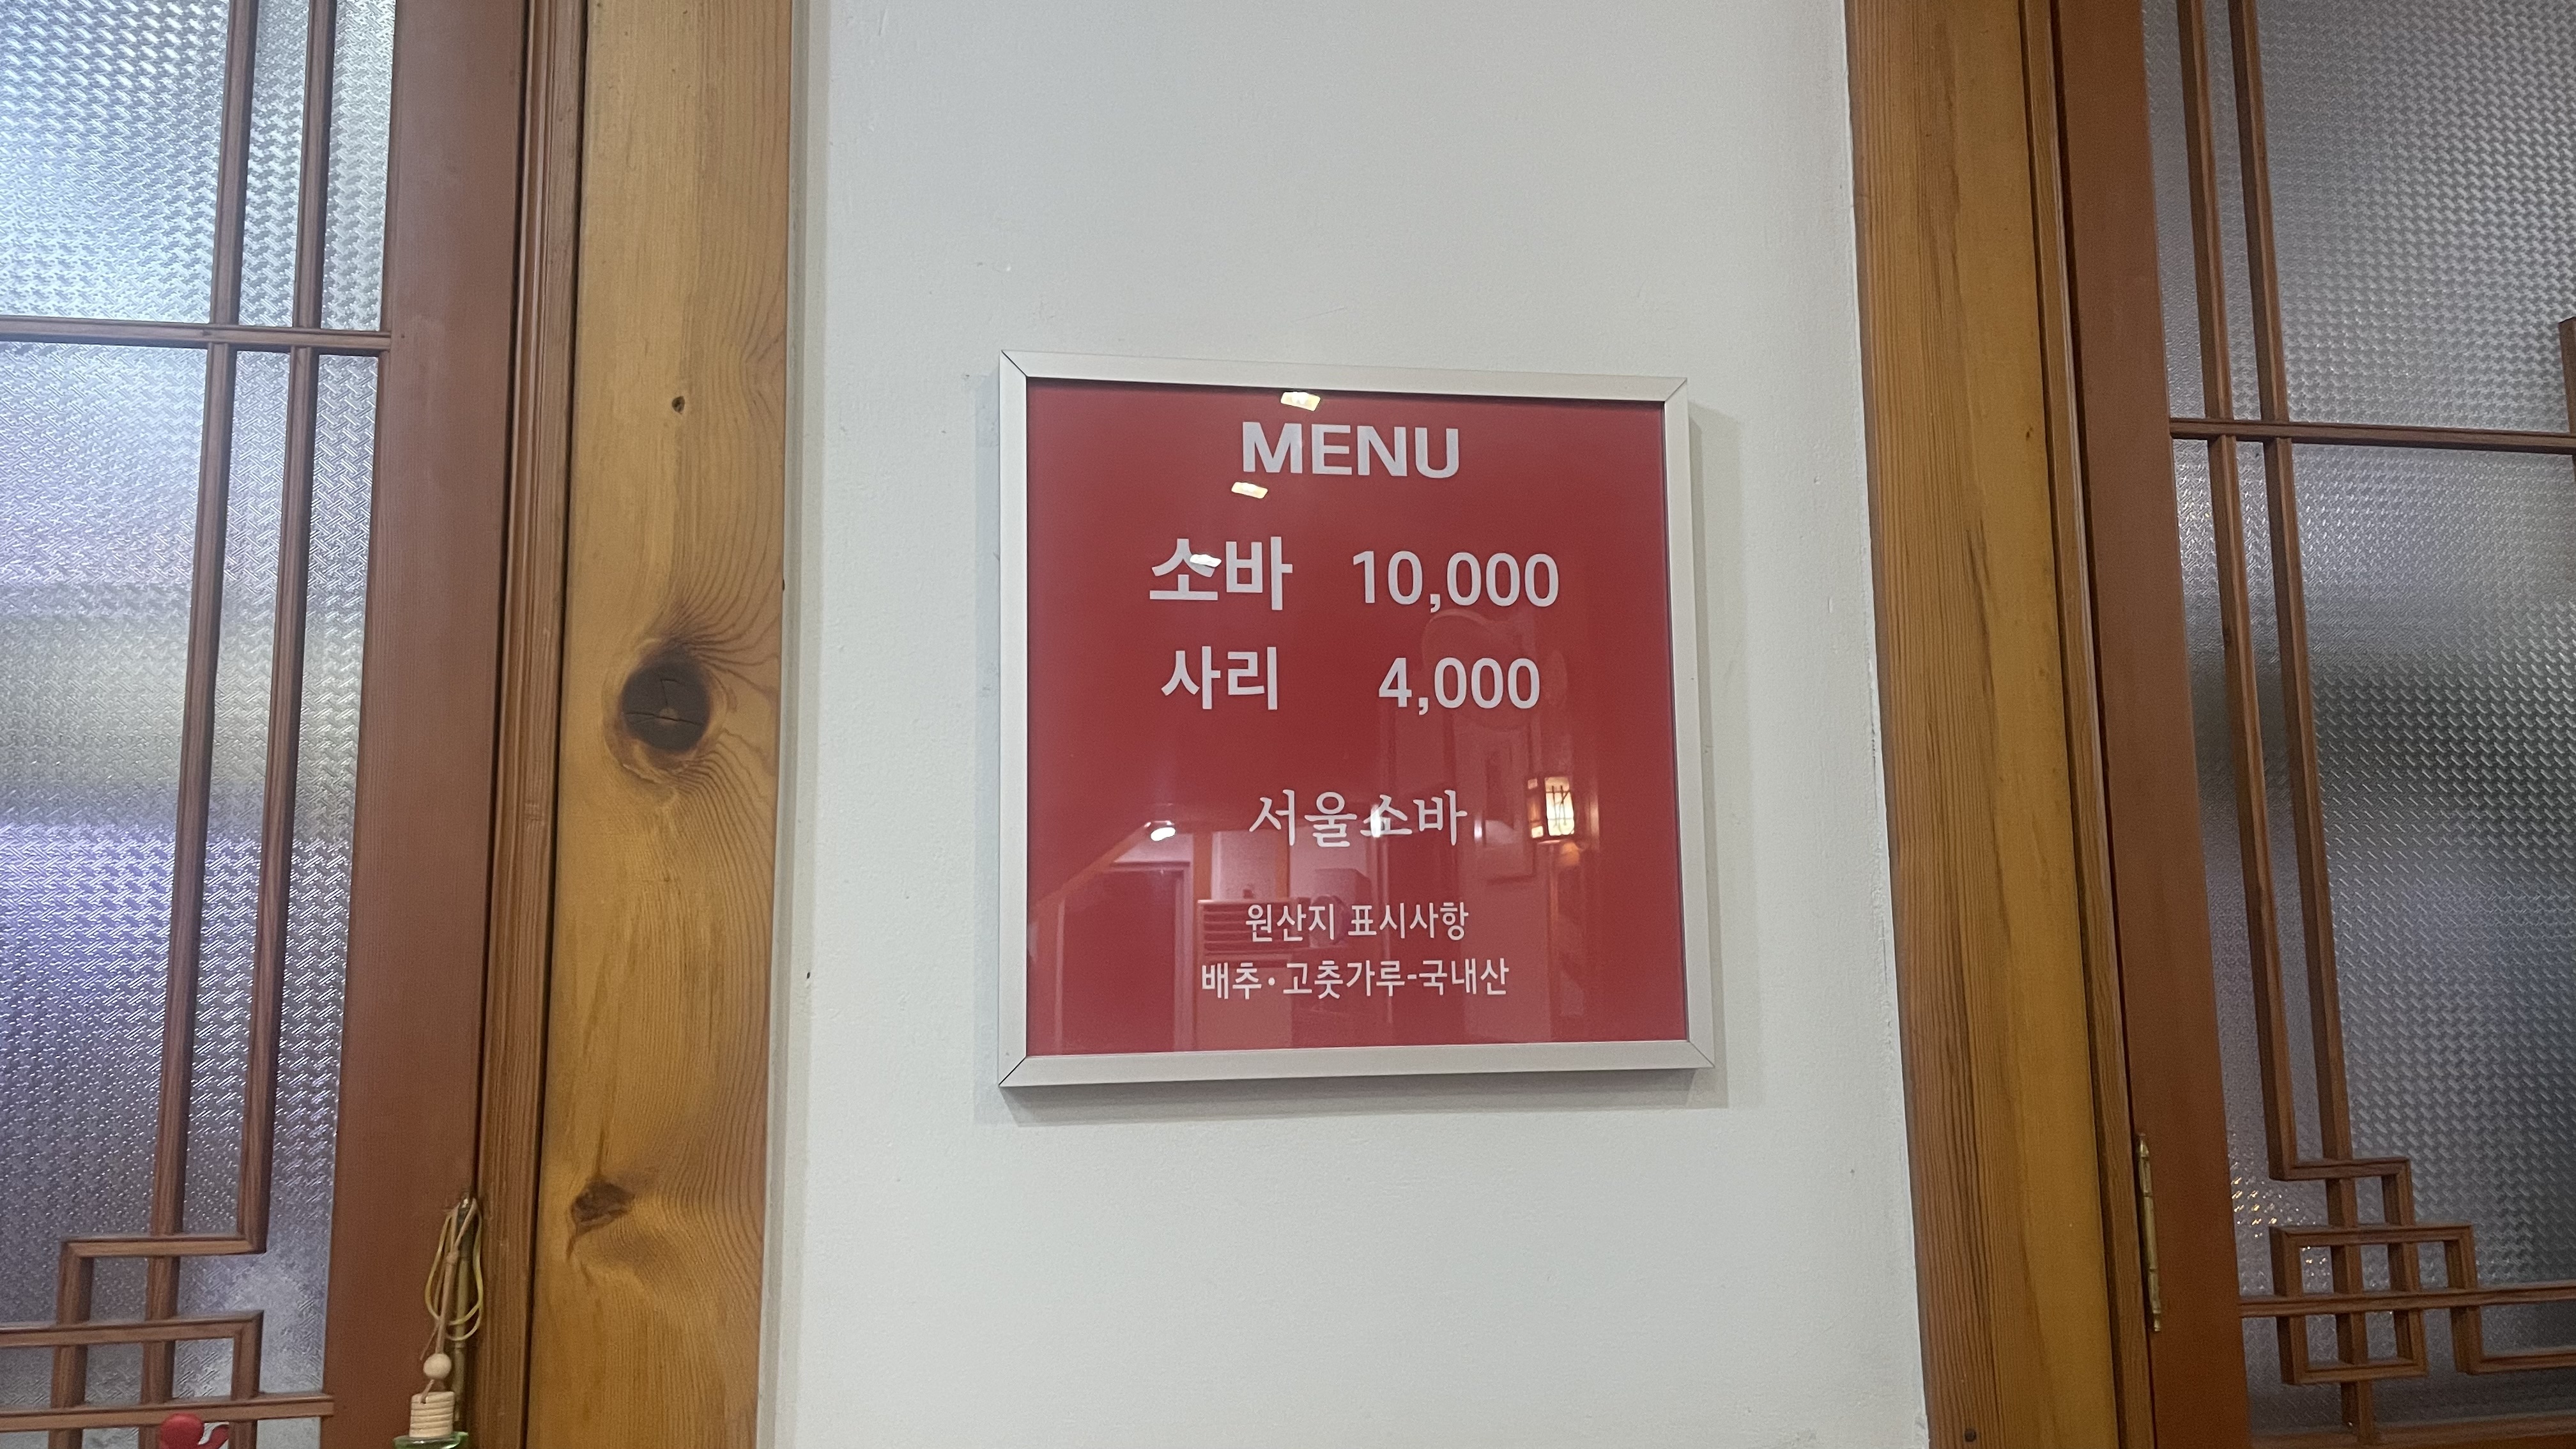 MENU
소바 10,000
사리 4,000
서울소바
원산지 표시사항
배추·고춧가루-국내산